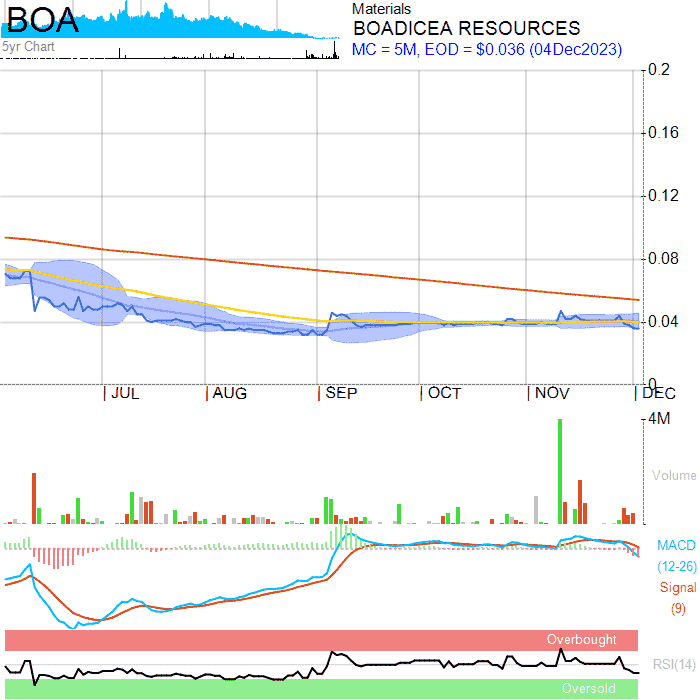 BOA
Materials
BOADICEA RESOURCES
5yr Chart
MC = 5M, EOD = $0.036 (04Dec2023)
0.2
0.16
0.12
0.08
0.04
0
JUL
AUG
SEP
OCT
NOV
DEC
4M
Volume
MACD
(12-26)
Signal
(9)
Overbought
RSI(14)
Oversold